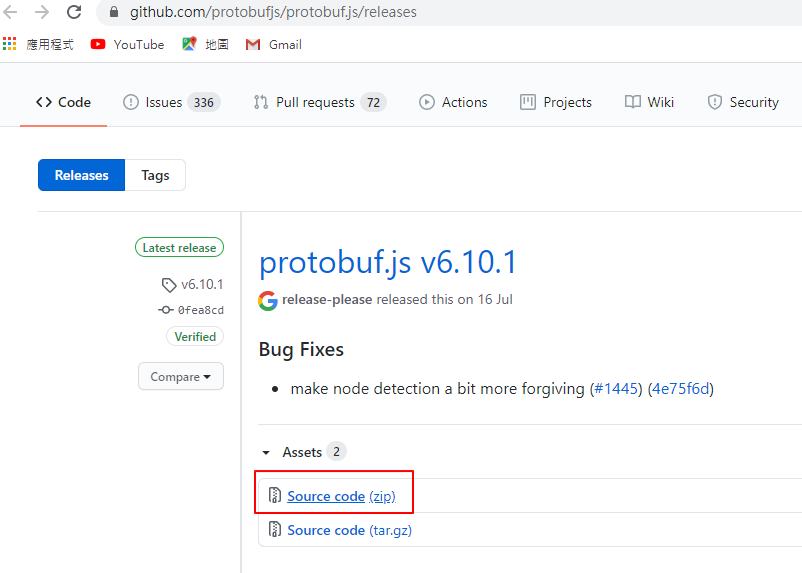 github.com/protobufjs/protobuf.js/releases
應用程式 YouTube 地圖 Gmail
Code Issues 336 Pull requests 72 Actions Projects Wiki Security
Releases Tags
Latest release
v6.10.1
0fea8cd
Verified
Compare
protobuf.js v6.10.1
release-please released this on 16 Jul
Bug Fixes
• make node detection a bit more forgiving (#1445) (4e75f6d)
Assets 2
Source code (zip)
Source code (tar.gz)